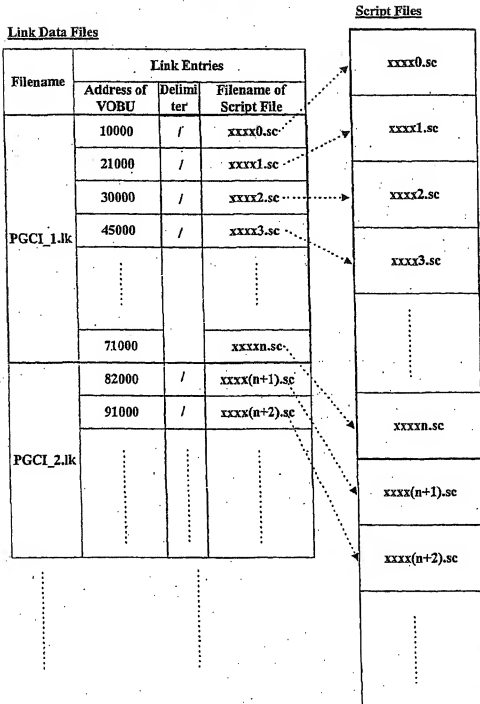 Script Files
Link Data Files
Filename
Link Entries
Address of VOBU
Delimi ter
Filename of Script File
PGCI_1.lk
10000 / xxxx0.sc
21000 / xxxx1.sc
30000 / xxxx2.sc
45000 / xxxx3.sc
71000 xxxxn.sc
PGCI_2.lk
82000 / xxxx(n+1).sc
91000 / xxxx(n+2).sc
xxxx0.sc
xxxx1.sc
xxxx2.sc
xxxx3.sc
xxxxn.sc
xxxx(n+1).sc
xxxx(n+2).sc